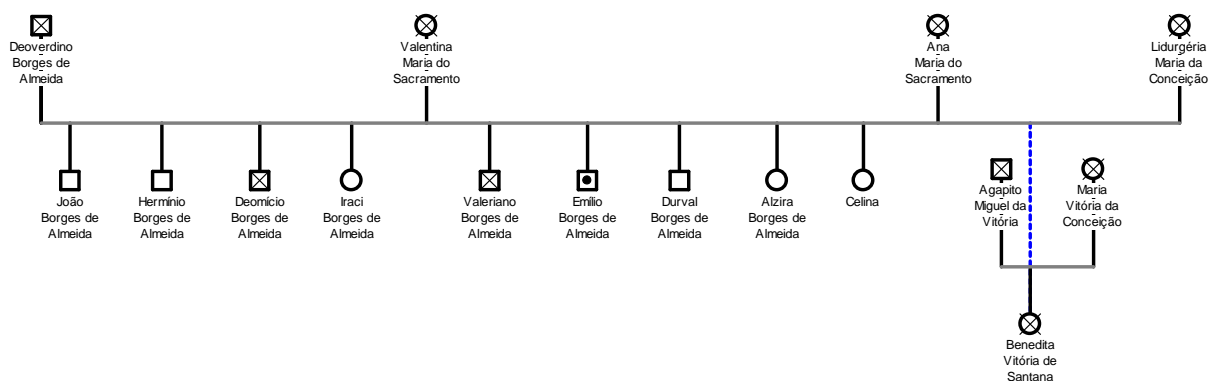 Deoverdino
Borges de
Almeida
Valentina
Maria do
Sacramento
Ana
Maria do
Sacramento
Lidurgéria
Maria da
Conceição
João
Borges de
Almeida
Hermínio
Borges de
Almeida
Deomício
Borges de
Almeida
Iraci
Borges de
Almeida
Valeriano
Borges de
Almeida
Emílio
Borges de
Almeida
Durval
Borges de
Almeida
Alzira
Borges de
Almeida
Celina
Agapito
Miguel da
Vitória
Maria
Vitória da
Conceição
Benedita
Vitória de
Santana